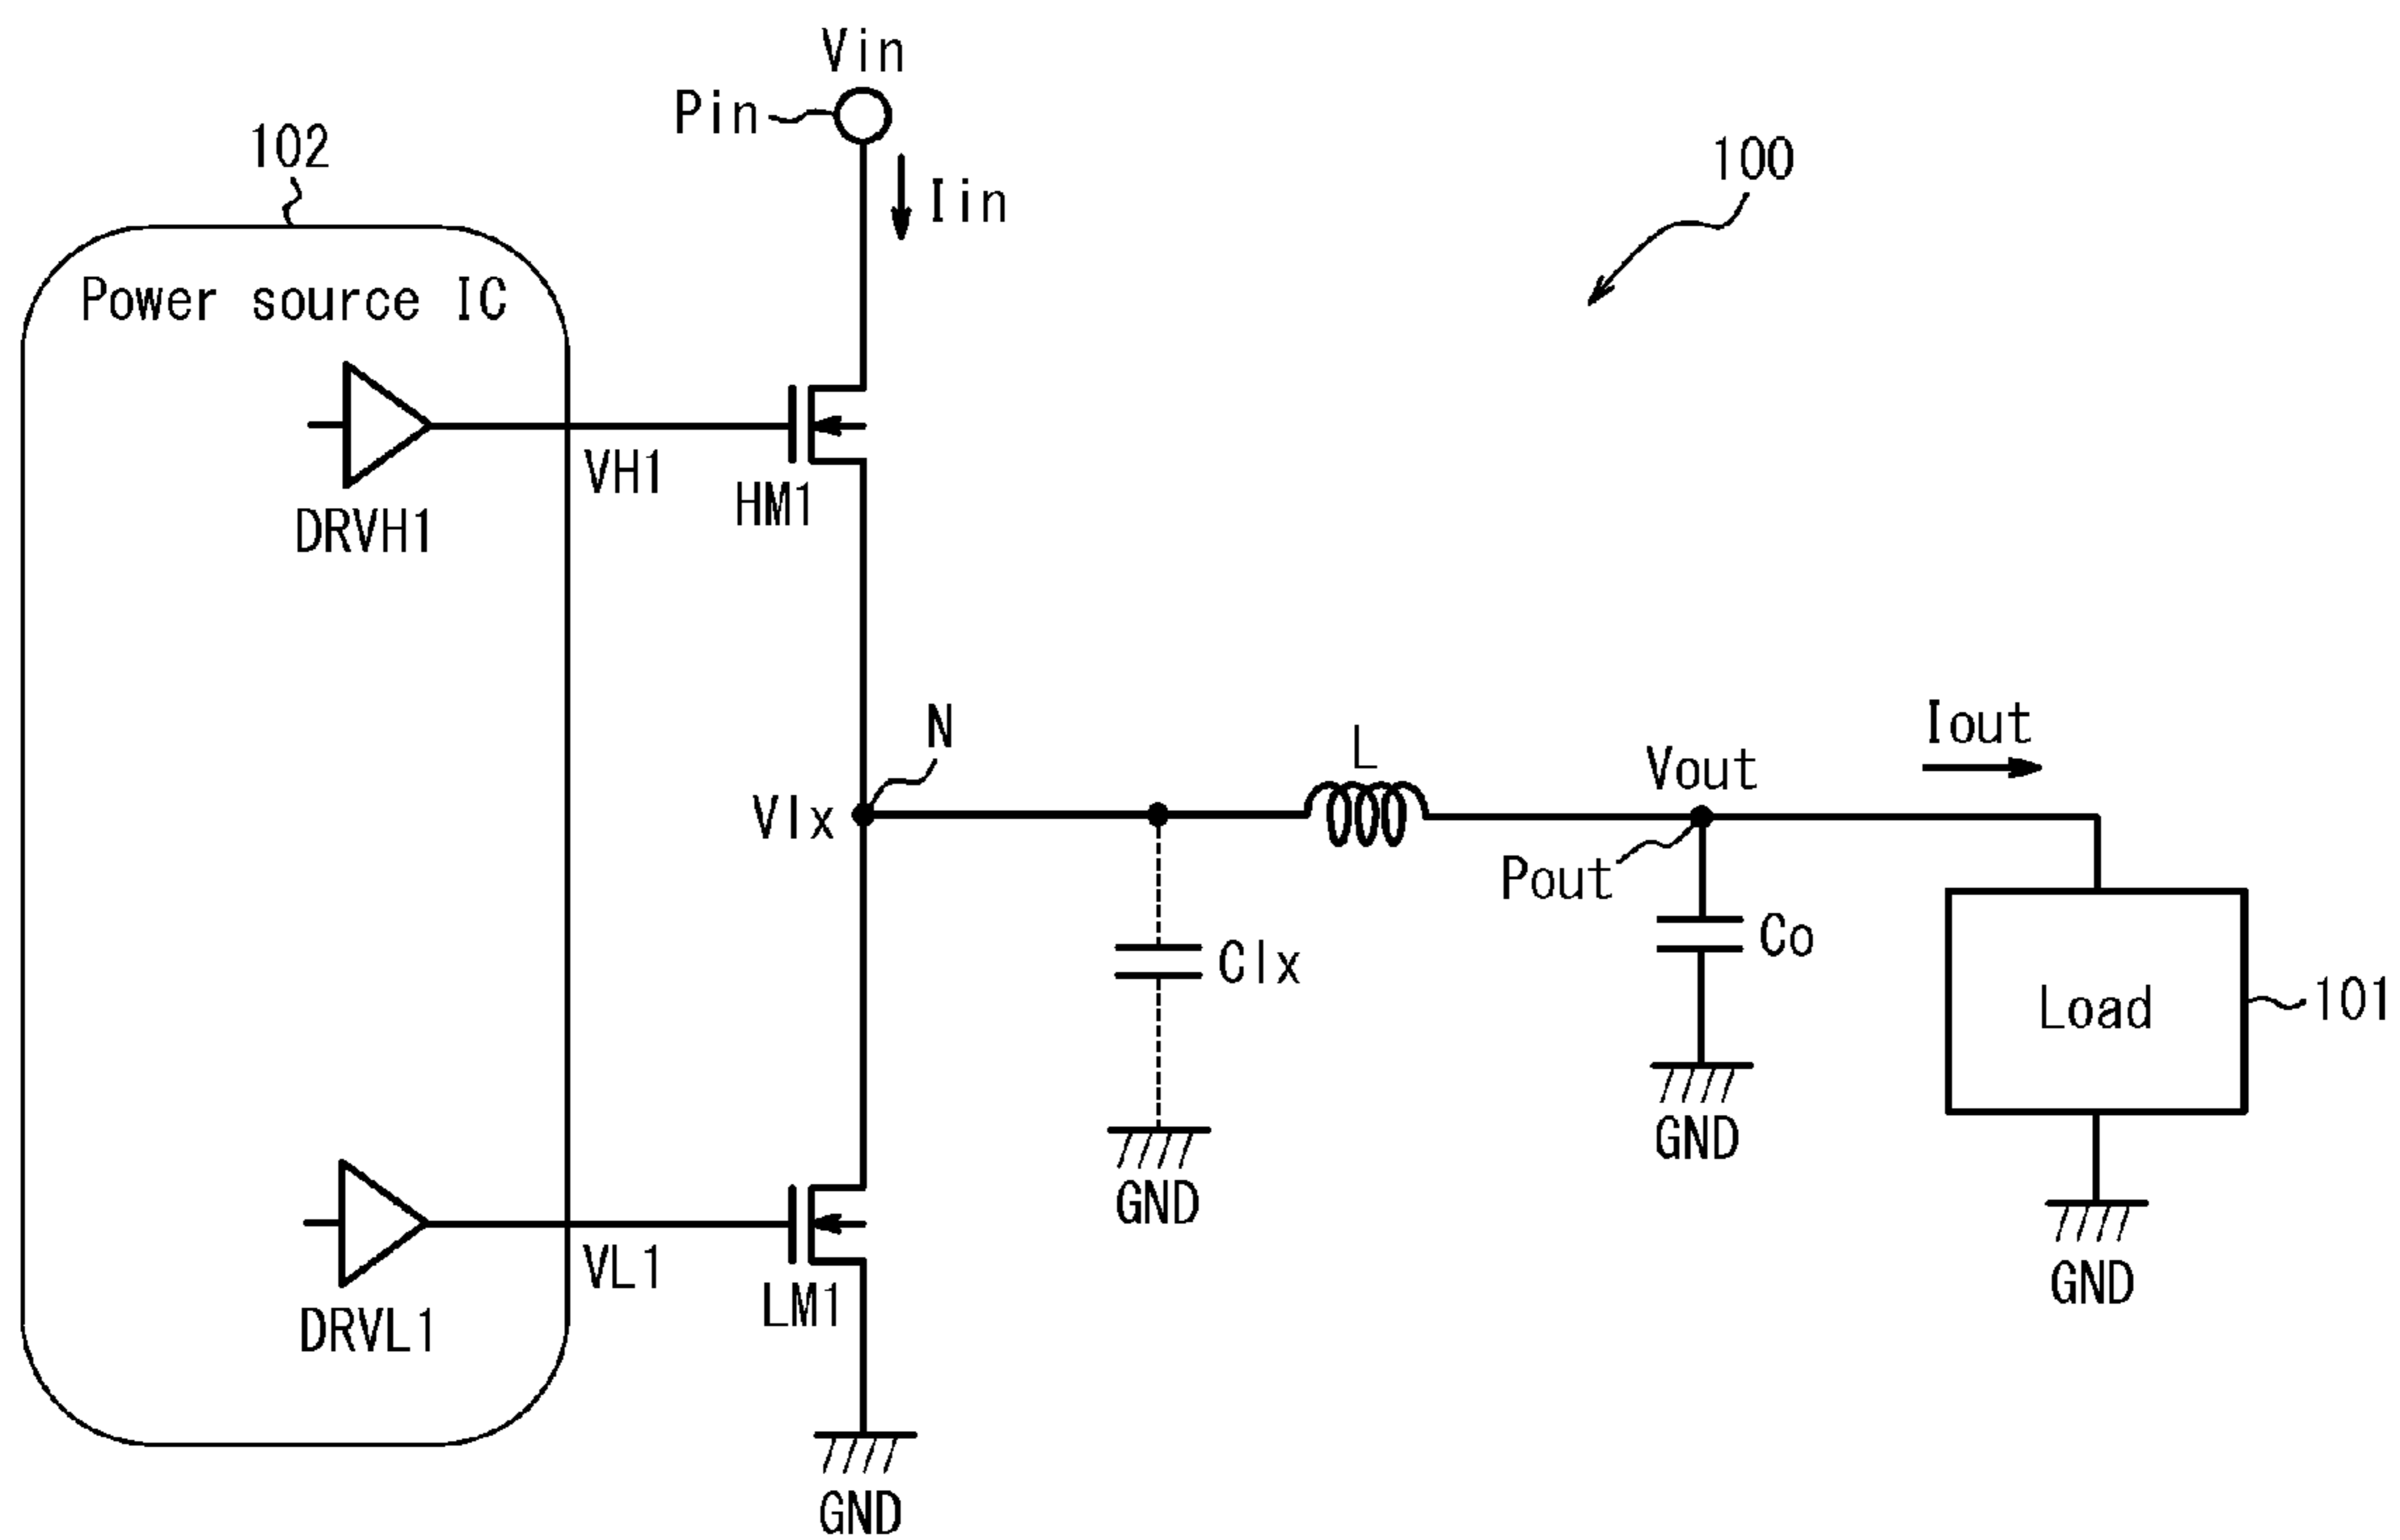 Vin
Pin
102
100
Iin
Power source IC
VH1
HM1
DRVH1
N
Iout
L
Vout
Vlx
Pout
Co
Clx
Load
101
GND
GND
VL1
LM1
GND
DRVL1
GND